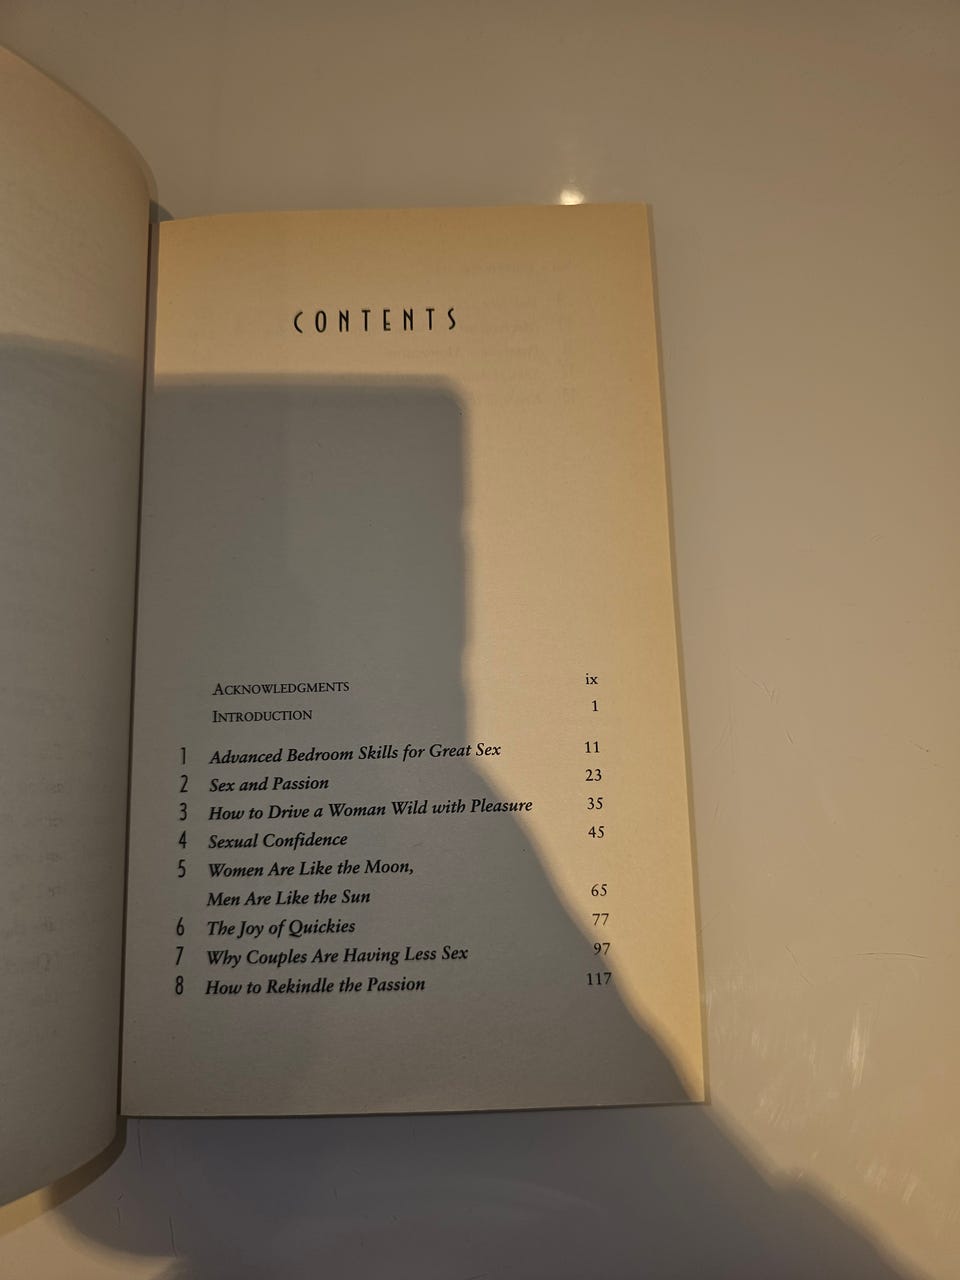 CONTENTS
ACKNOWLEDGMENTS ix
INTRODUCTION 1
1 Advanced Bedroom Skills for Great Sex 11
2 Sex and Passion 23
3 How to Drive a Woman Wild with Pleasure 35
4 Sexual Confidence 45
5 Women Are Like the Moon,
Men Are Like the Sun 65
6 The Joy of Quickies 77
7 Why Couples Are Having Less Sex 97
8 How to Rekindle the Passion 117